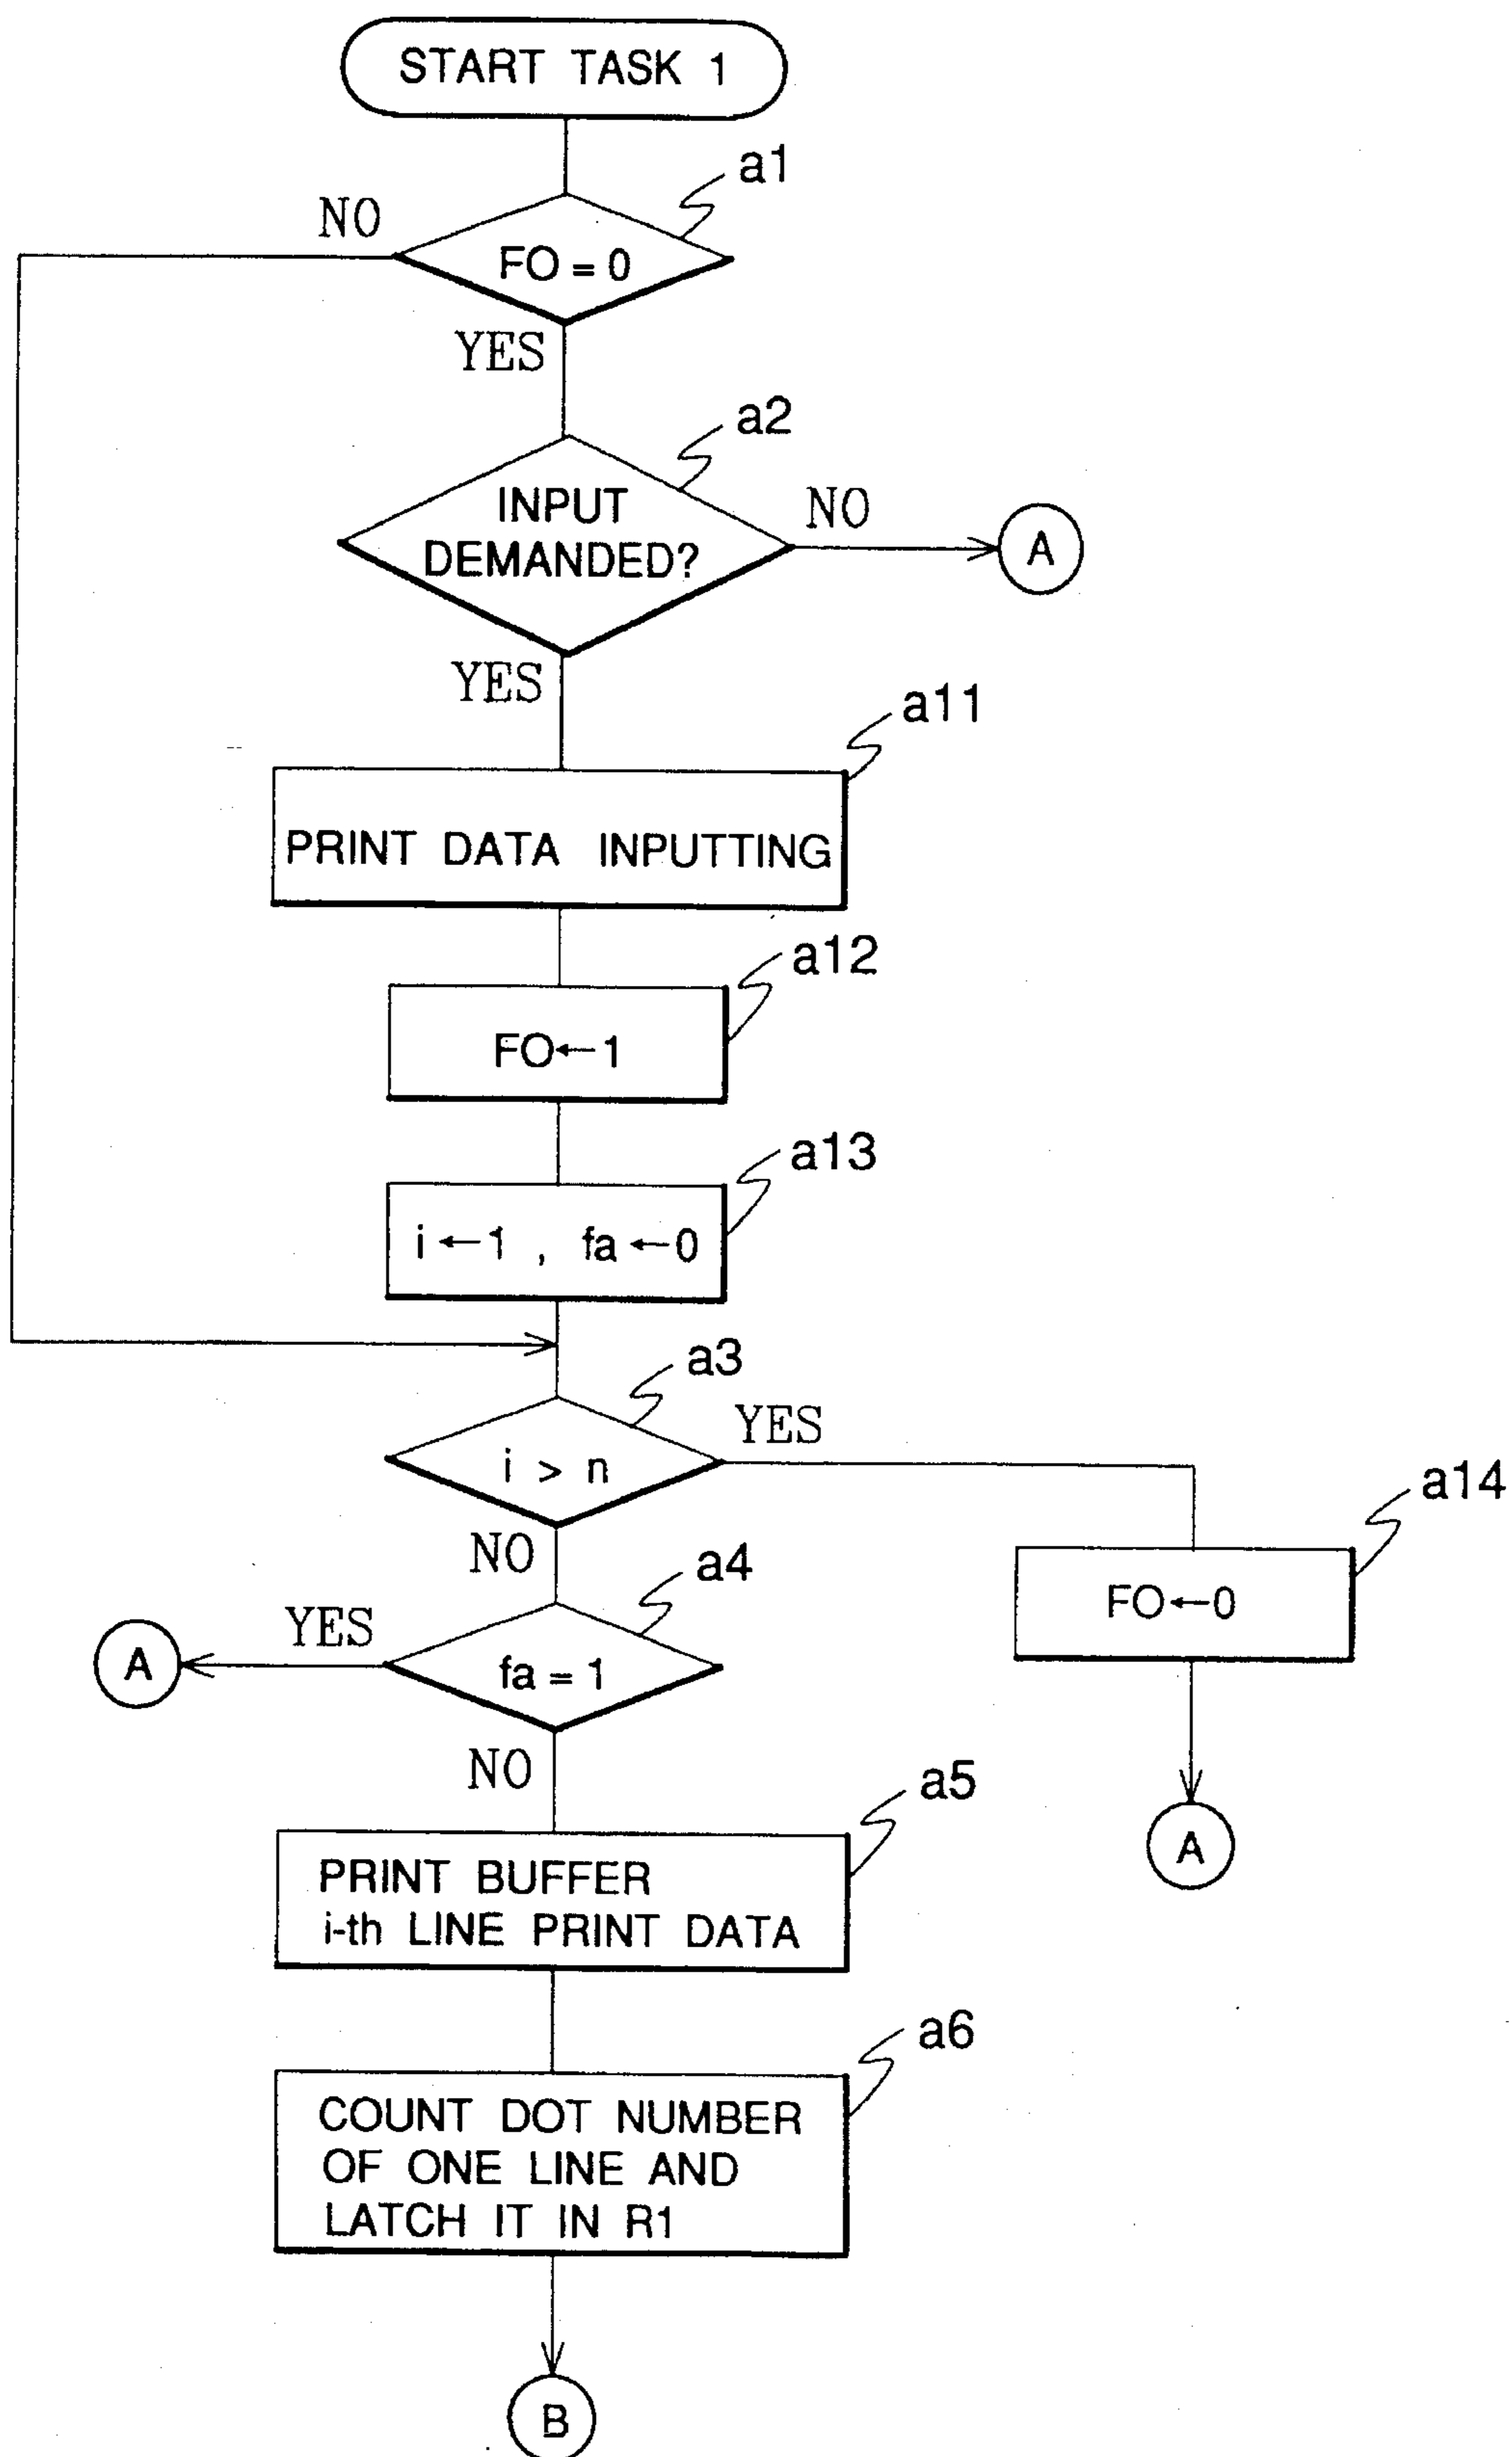 START TASK 1
a1
NO
FO = 0
YES
a2
INPUT
DEMANDED?
NO
A
YES
a11
PRINT DATA INPUTTING
a12
FO←1
a13
i←1 , fa←0
a3
i > n
YES
a14
NO
FO←0
a4
YES
A
fa = 1
NO
A
a5
PRINT BUFFER
i-th LINE PRINT DATA
a6
COUNT DOT NUMBER
OF ONE LINE AND
LATCH IT IN R1
B